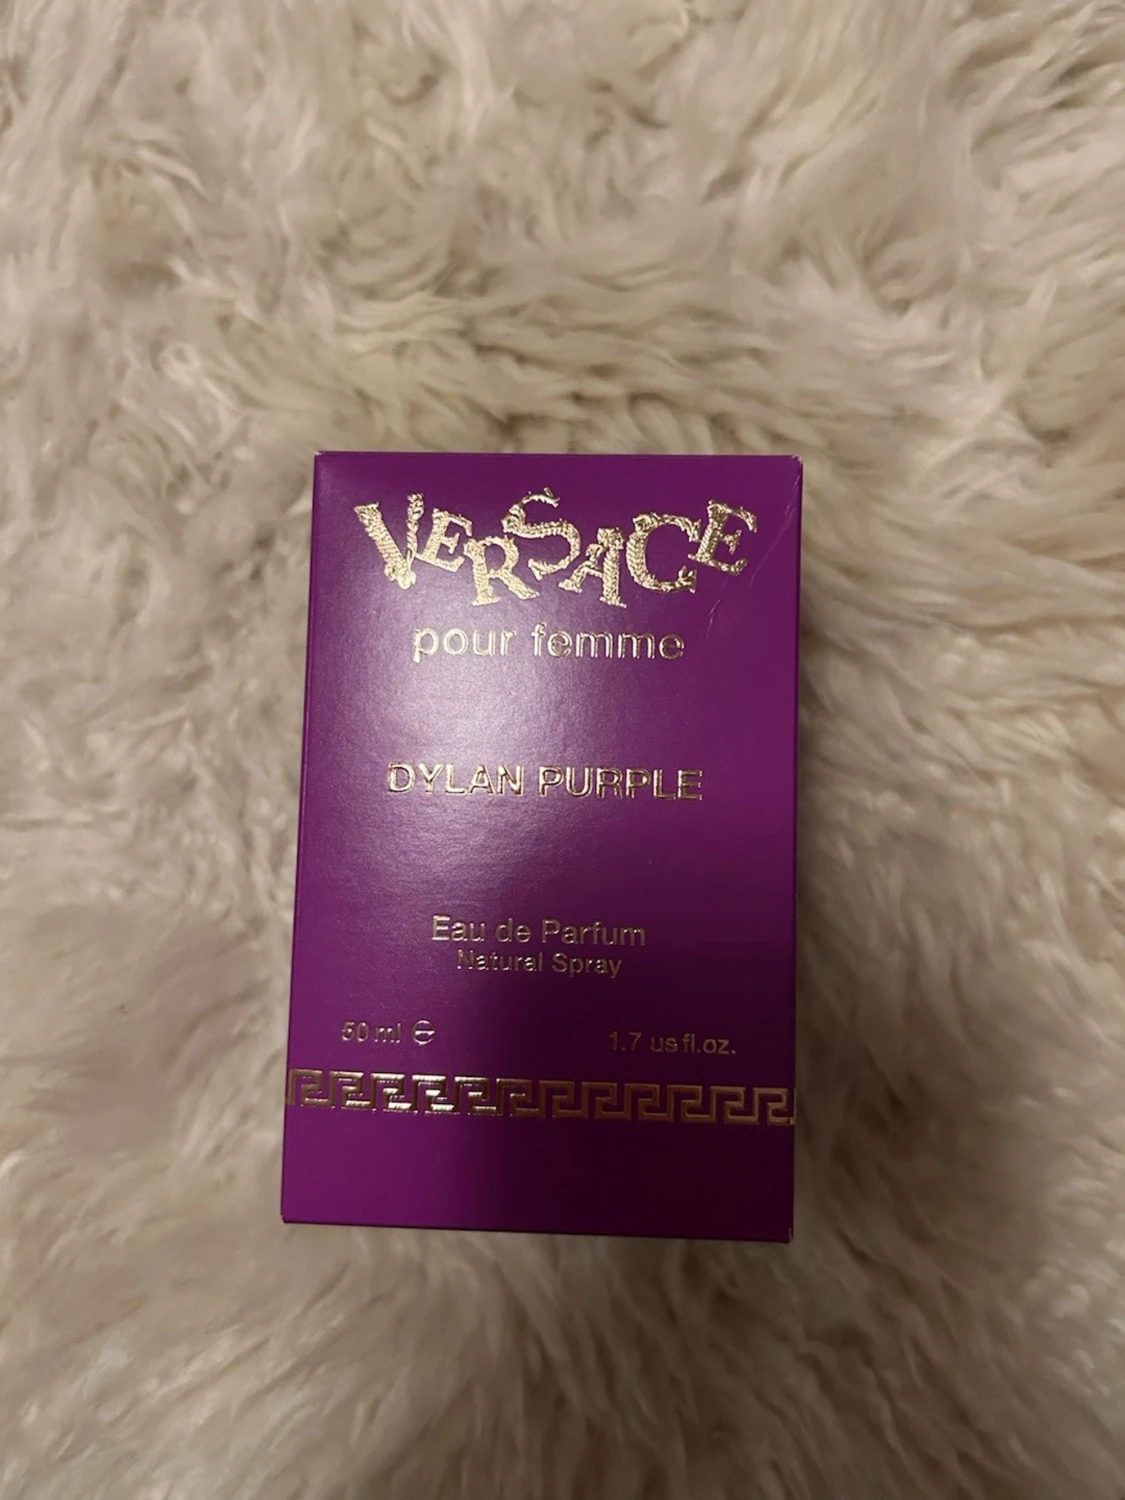 VERSACE
pour femme
DYLAN PURPLE
Eau de Parfum
Natural Spray
50 ml ℮ 1.7 us fl.oz.